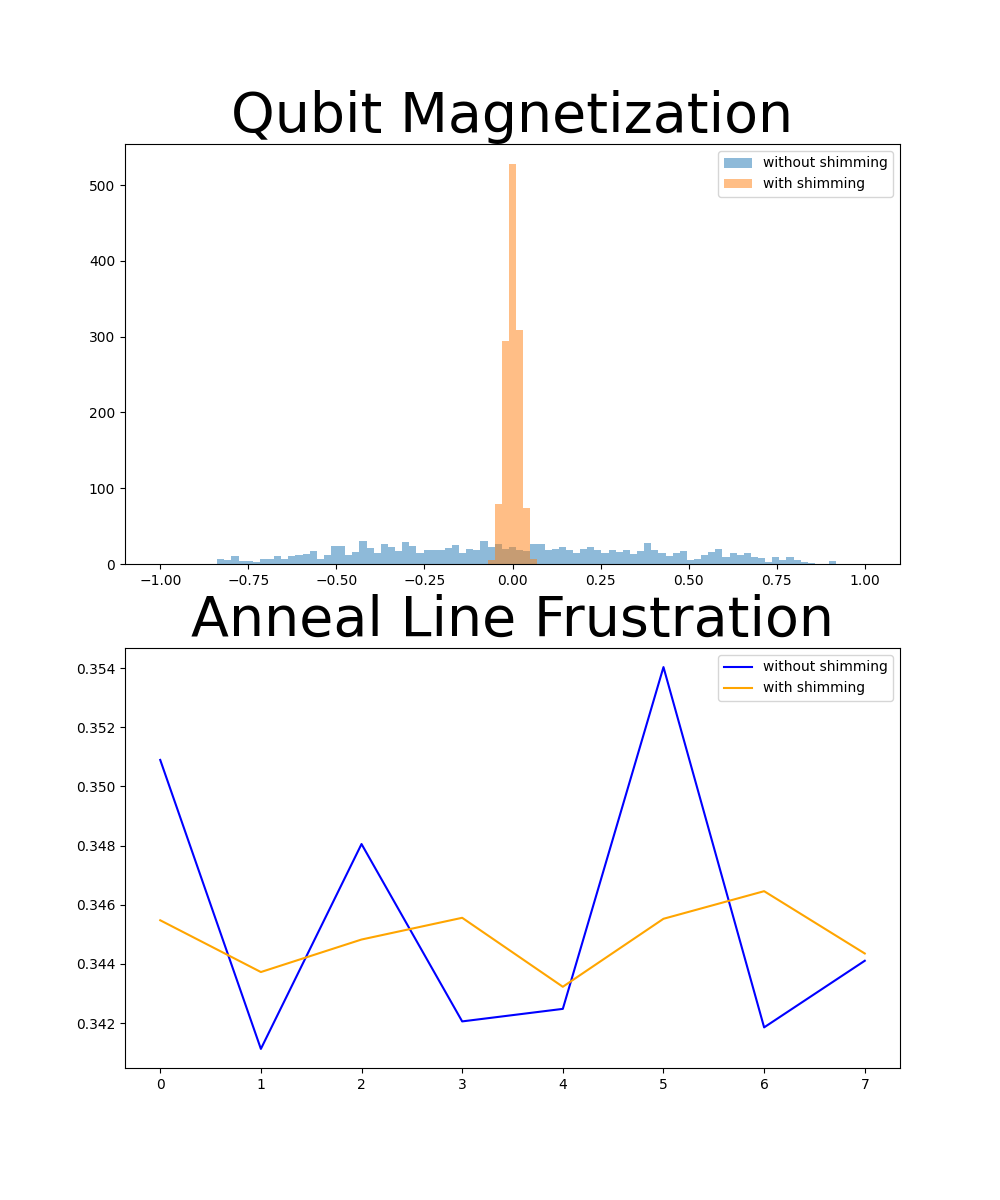 Qubit Magnetization
without shimming
with shimming
500
400
300
200
100
0
−1.00 −0.75 −0.50 −0.25 0.00 0.25 0.50 0.75 1.00
Anneal Line Frustration
without shimming
with shimming
0.354
0.352
0.350
0.348
0.346
0.344
0.342
0 1 2 3 4 5 6 7